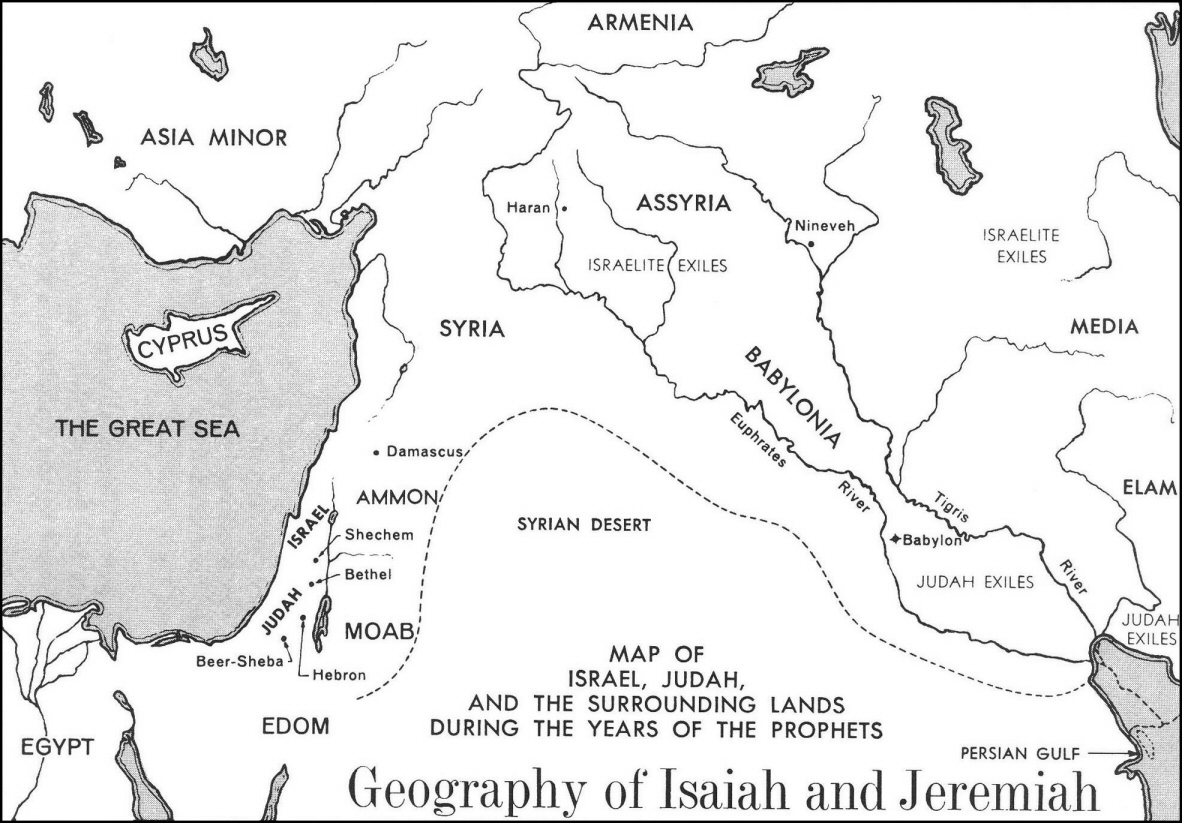 ARMENIA
ASIA MINOR
ASSYRIA
Haran
Nineveh
ISRAELITE
EXILES
ISRAELITE EXILES
CYPRUS
SYRIA
MEDIA
BABYLONIA
THE GREAT SEA
Euphrates
River
Damascus
AMMON
ELAM
ISRAEL
SYRIAN DESERT
Tigris
River
Shechem
Babylon
Bethel
JUDAH EXILES
JUDAH
MOAB
JUDAH
EXILES
Beer-Sheba
Hebron
MAP OF
ISRAEL, JUDAH,
AND THE SURROUNDING LANDS
DURING THE YEARS OF THE PROPHETS
EDOM
EGYPT
PERSIAN GULF
Geography of Isaiah and Jeremiah